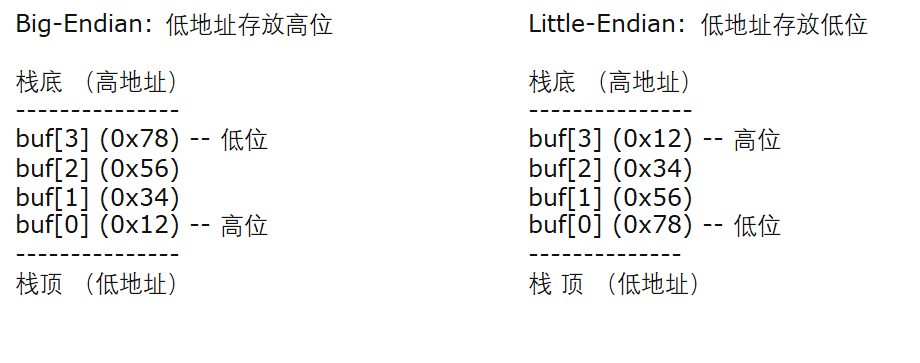 Big-Endian：低地址存放高位
栈底 （高地址）
---------------
buf[3] (0x78) -- 低位
buf[2] (0x56)
buf[1] (0x34)
buf[0] (0x12) -- 高位
---------------
栈顶 （低地址）
Little-Endian：低地址存放低位
栈底 （高地址）
---------------
buf[3] (0x12) -- 高位
buf[2] (0x34)
buf[1] (0x56)
buf[0] (0x78) -- 低位
--------------
栈 顶 （低地址）